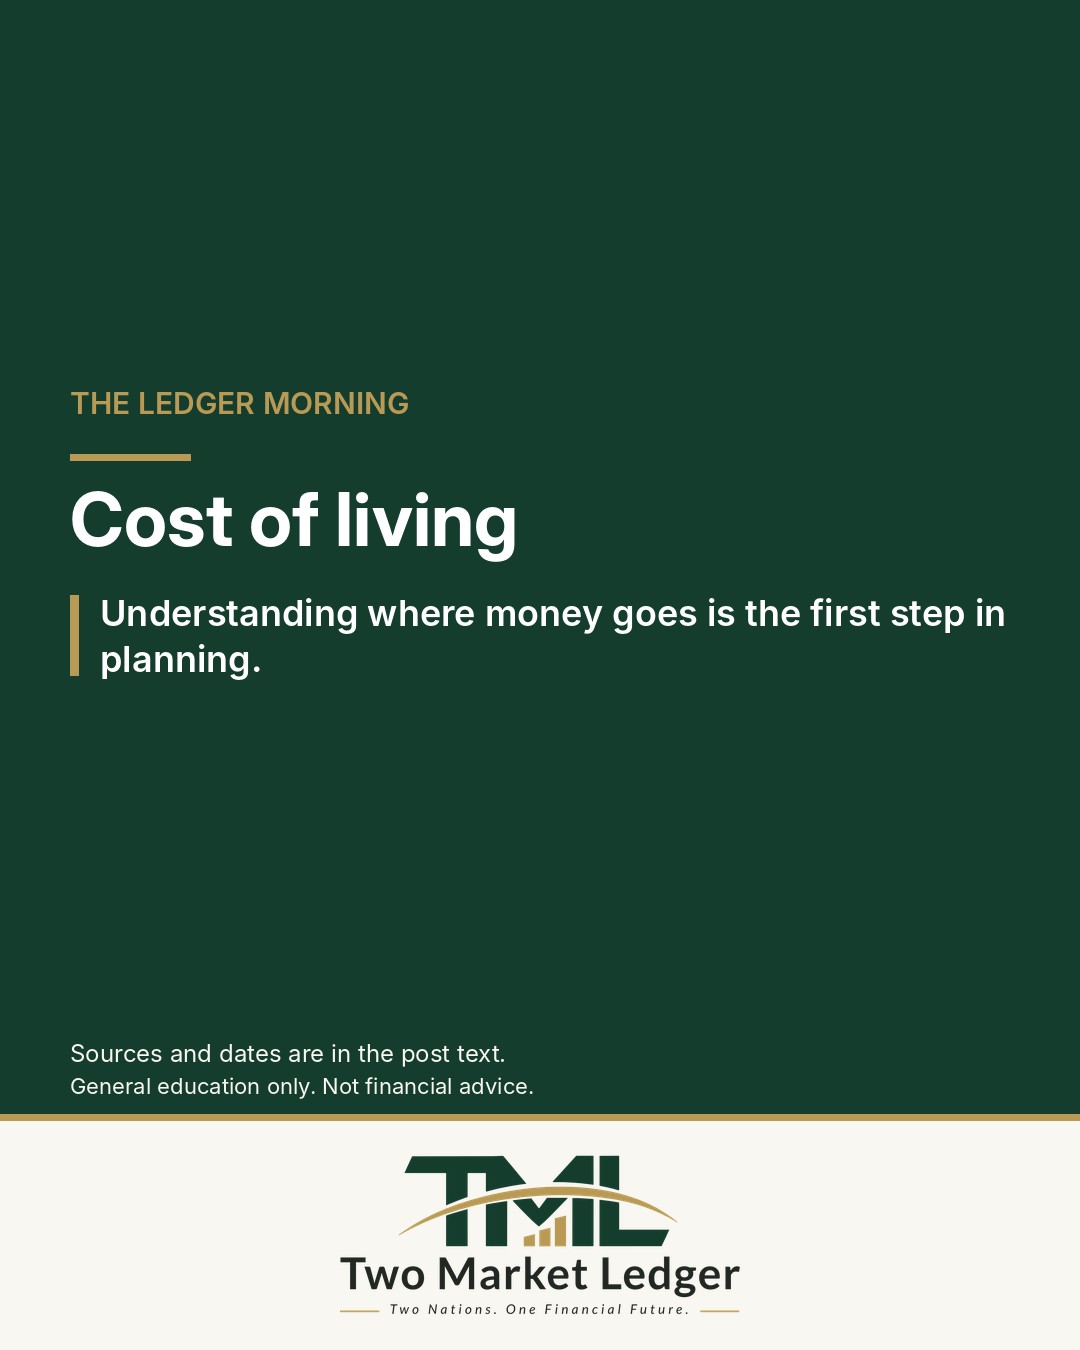 THE LEDGER MORNING
Cost of living
Understanding where money goes is the first step in
planning.
Sources and dates are in the post text.
General education only. Not financial advice.
TML
Two Market Ledger
Two Nations. One Financial Future.